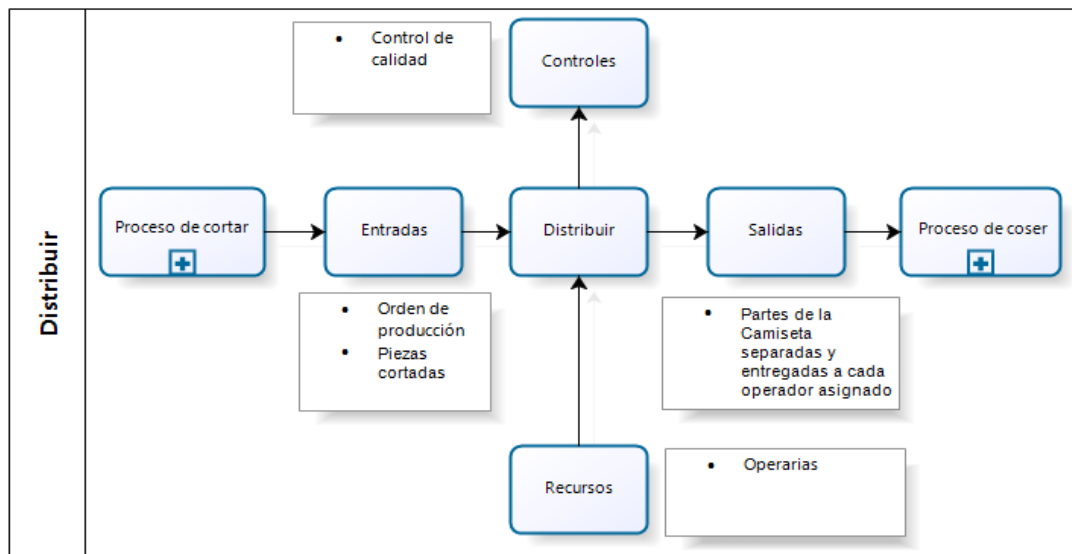 Distribuir
• Control de
calidad
Controles
Proceso de cortar
Entradas
Distribuir
Salidas
Proceso de coser
• Orden de
producción
• Piezas
cortadas
• Partes de la
Camiseta
separadas y
entregadas a cada
operador asignado
Recursos
• Operarias